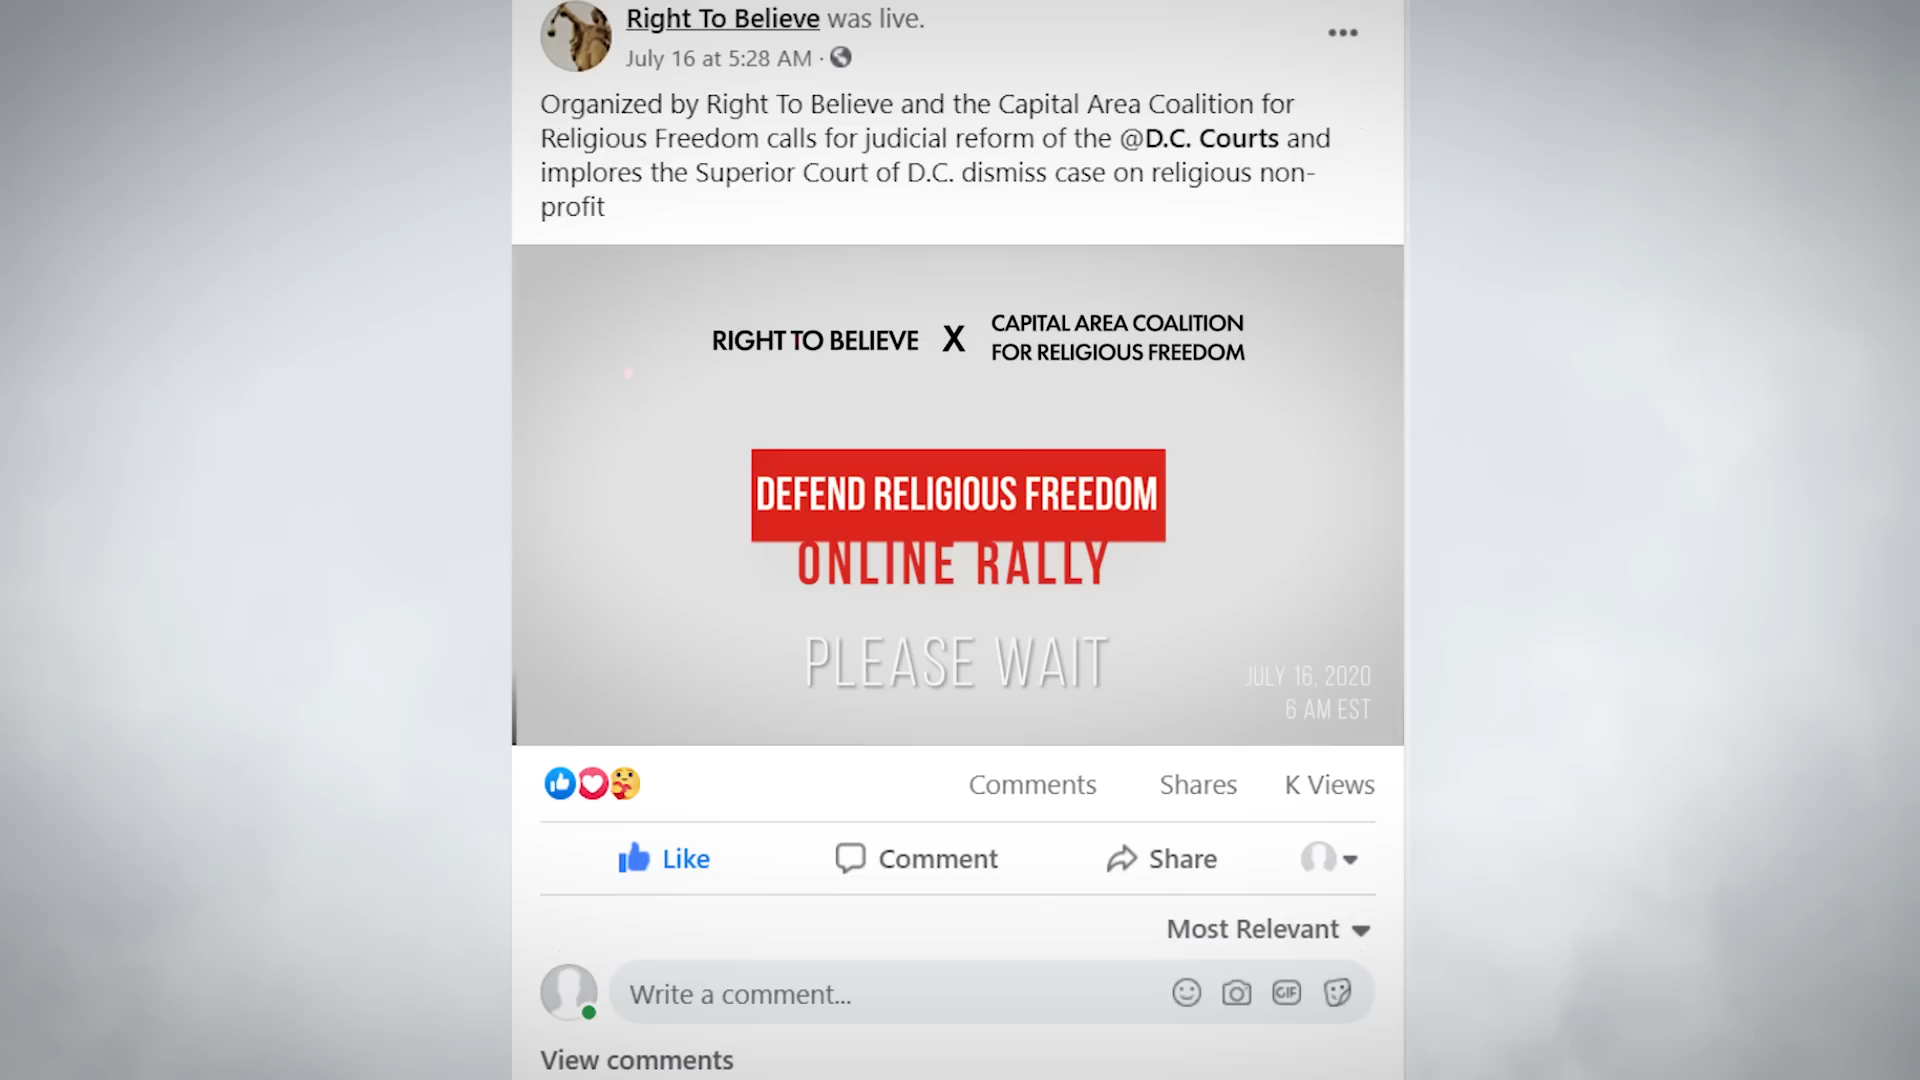 Right To Believe was live.
July 16 at 5:28 AM ·
Organized by Right To Believe and the Capital Area Coalition for
Religious Freedom calls for judicial reform of the @D.C. Courts and
implores the Superior Court of D.C. dismiss case on religious non-
profit
RIGHT TO BELIEVE X CAPITAL AREA COALITION
FOR RELIGIOUS FREEDOM
DEFEND RELIGIOUS FREEDOM
ONLINE RALLY
PLEASE WAIT
JULY 16, 2020
6 AM EST
Comments Shares K Views
Like Comment Share
Most Relevant
Write a comment... GIF
View comments